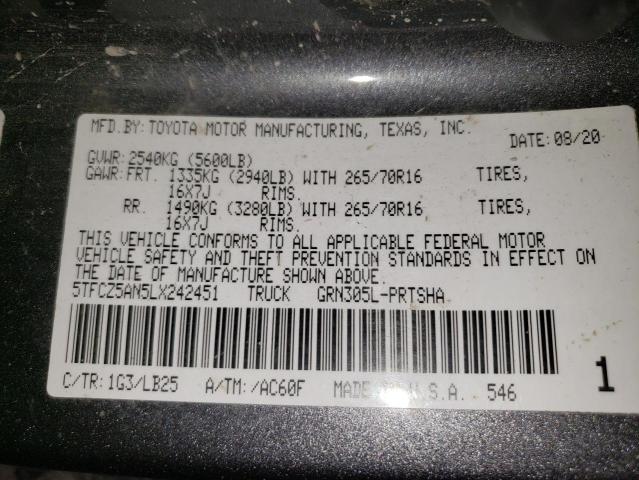 MFD.BY: TOYOTA MOTOR MANUFACTURING, TEXAS, INC.
DATE: 08/20
GVWR: 2540KG (5600LB)
GAWR: FRT. 1335KG (2940LB) WITH 265/70R16 TIRES,
16X7J RIMS.
RR. 1490KG (3280LB) WITH 265/70R16 TIRES,
16X7J RIMS.
THIS VEHICLE CONFORMS TO ALL APPLICABLE FEDERAL MOTOR
VEHICLE SAFETY AND THEFT PREVENTION STANDARDS IN EFFECT ON
THE DATE OF MANUFACTURE SHOWN ABOVE.
5TFCZ5AN5LX242451 TRUCK GRN305L-PRTSHA
C/TR: 1G3/LB25 A/TM: /AC60F MADE U.S.A. 546
1